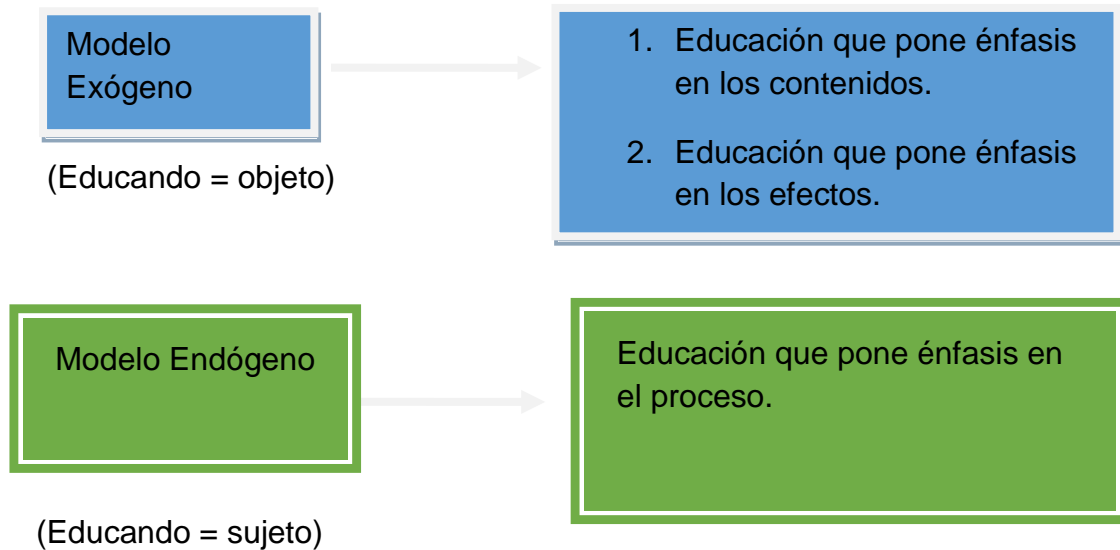 Modelo
Exógeno
(Educando = objeto)
1. Educación que pone énfasis
en los contenidos.
2. Educación que pone énfasis
en los efectos.
Modelo Endógeno
(Educando = sujeto)
Educación que pone énfasis en
el proceso.